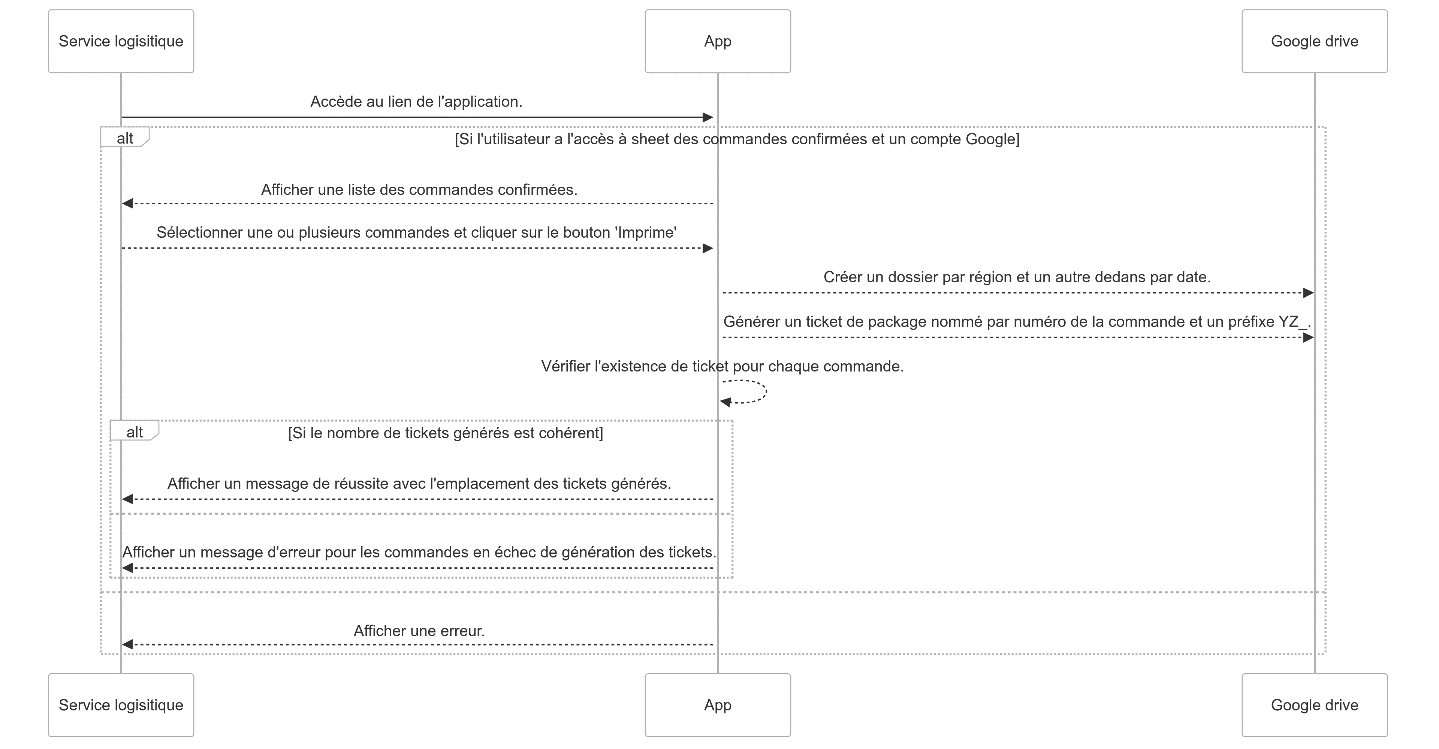 Service logisitique
App
Google drive
Accède au lien de l'application.
alt
[Si l'utilisateur a l'accès à sheet des commandes confirmées et un compte Google]
Afficher une liste des commandes confirmées.
Sélectionner une ou plusieurs commandes et cliquer sur le bouton 'Imprime'
Créer un dossier par région et un autre dedans par date.
Générer un ticket de package nommé par numéro de la commande et un préfixe YZ_.
Vérifier l'existence de ticket pour chaque commande.
alt
[Si le nombre de tickets générés est cohérent]
Afficher un message de réussite avec l'emplacement des tickets générés.
Afficher un message d'erreur pour les commandes en échec de génération des tickets.
Afficher une erreur.
Service logisitique
App
Google drive